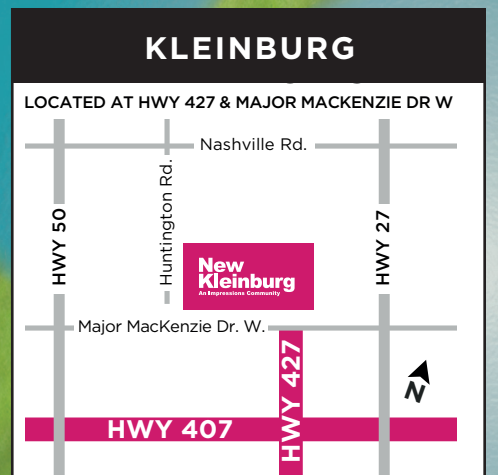 KLEINBURG
LOCATED AT HWY 427 & MAJOR MACKENZIE DR W
Nashville Rd.
Huntington Rd.
HWY 50
HWY 27
New
Kleinburg
An Impressions Community
Major MacKenzie Dr. W.
HWY 427
N
HWY 407